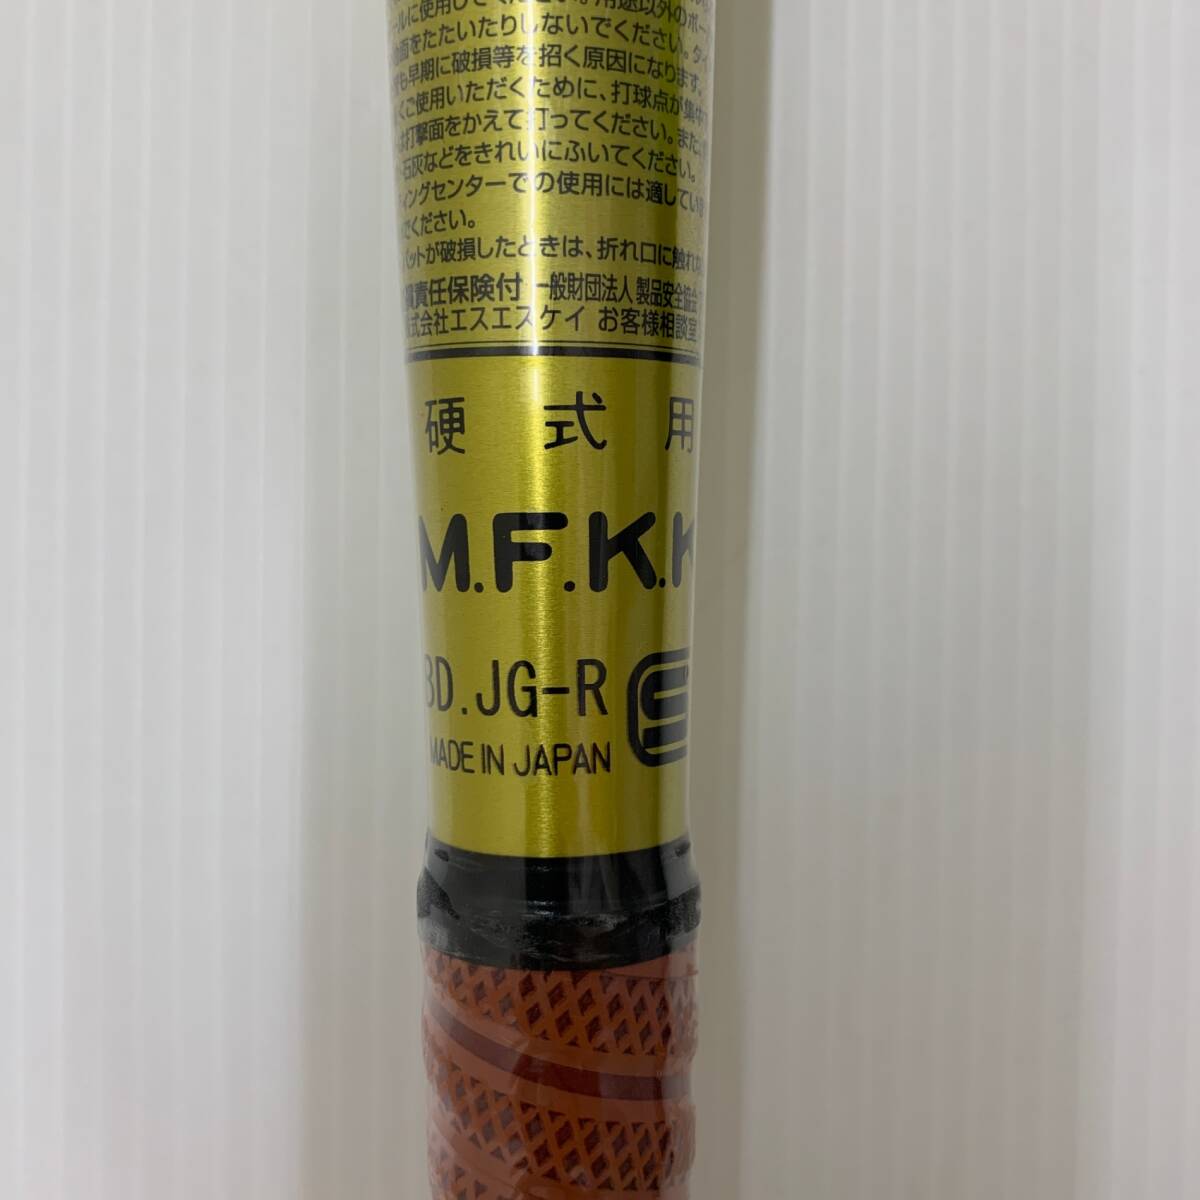 ールに使用してください。用途以外のボー
面をたたいたりしないでください。タイ
も早期に破損等を招く原因になります。
くご使用いただくために、打球点が集中
は打撃面をかえて打ってください。また
石灰などをきれいにふいてください。
ィングセンターでの使用には適してい
でください。
バットが破損したときは、折れ口に触れな
責任保険付 一般財団法人 製品安全協会
式会社エスエスケイ お客様相談室
硬式用
M.F.K.K
3D.JG-R S
MADE IN JAPAN